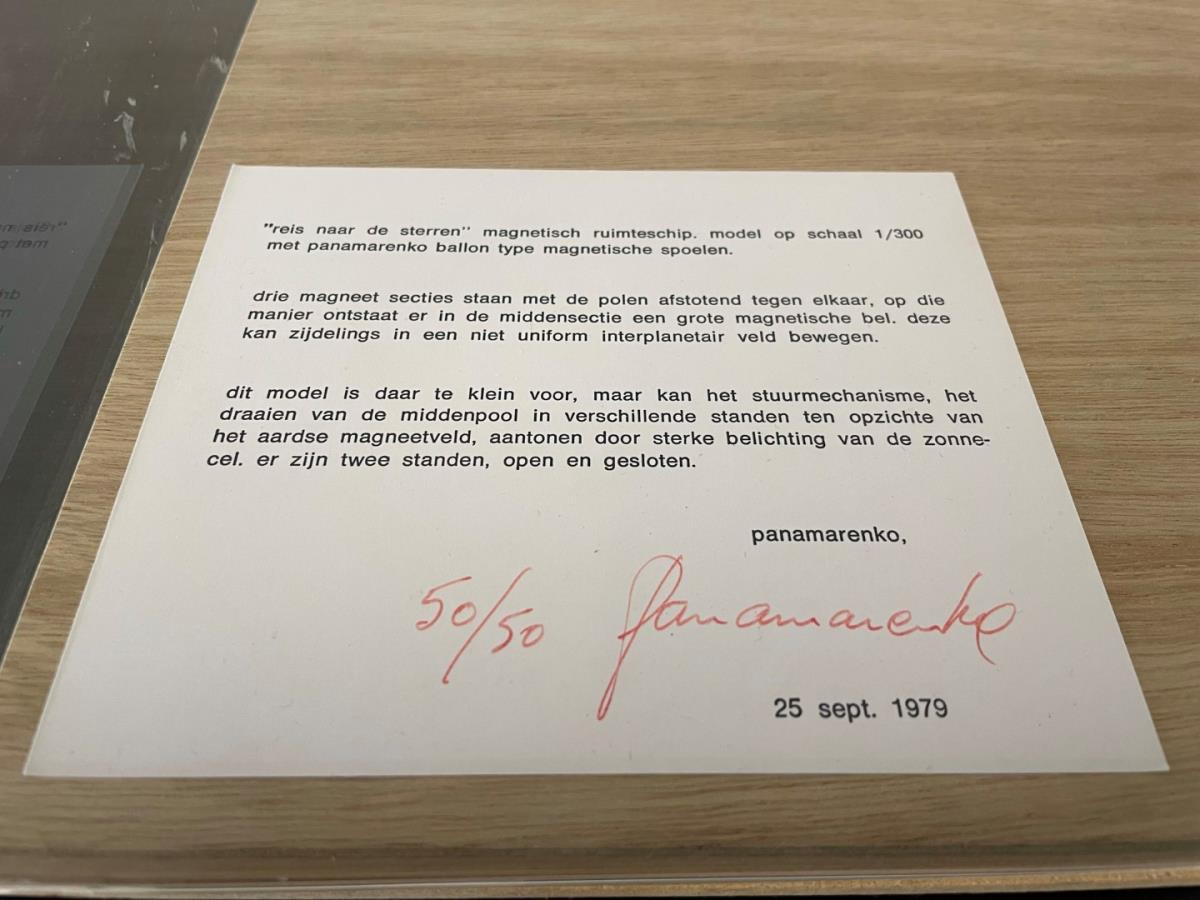 "reis naar de sterren" magnetisch ruimteschip. model op schaal 1/300
met panamarenko ballon type magnetische spoelen.
drie magneet secties staan met de polen afstotend tegen elkaar, op die
manier ontstaat er in de middensectie een grote magnetische bel. deze
kan zijdelings in een niet uniform interplanetair veld bewegen.
dit model is daar te klein voor, maar kan het stuurmechanisme, het
draaien van de middenpool in verschillende standen ten opzichte van
het aardse magneetveld, aantonen door sterke belichting van de zonne-
cel. er zijn twee standen, open en gesloten.
panamarenko,
50/50 Panamarenko
25 sept. 1979